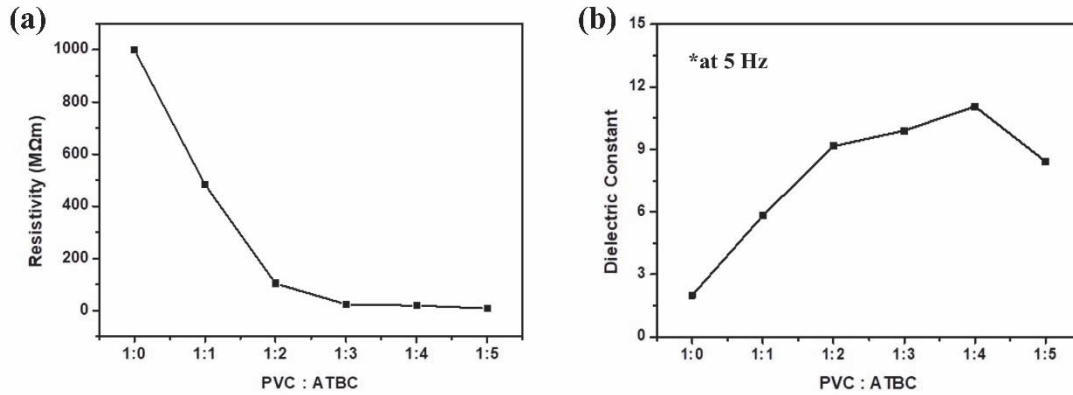 (a)
Resistivity (MΩm)
1000
800
600
400
200
0
1:0 1:1 1:2 1:3 1:4 1:5
PVC : ATBC
(b)
*at 5 Hz
Dielectric Constant
15
12
9
6
3
0
1:0 1:1 1:2 1:3 1:4 1:5
PVC : ATBC